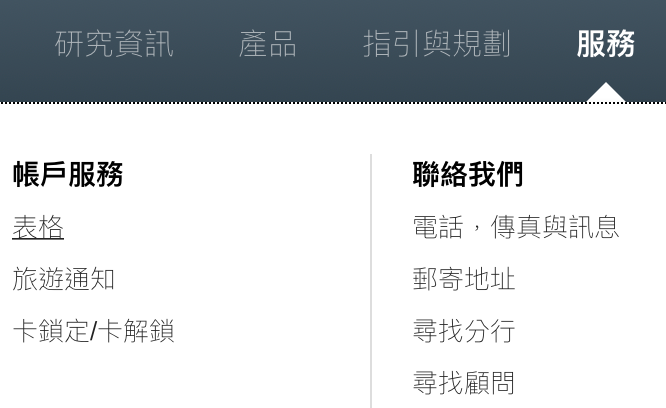 研究資訊
產品
指引與規劃
服務
帳戶服務
表格
旅遊通知
卡鎖定/卡解鎖
聯絡我們
電話，傳真與訊息
郵寄地址
尋找分行
尋找顧問